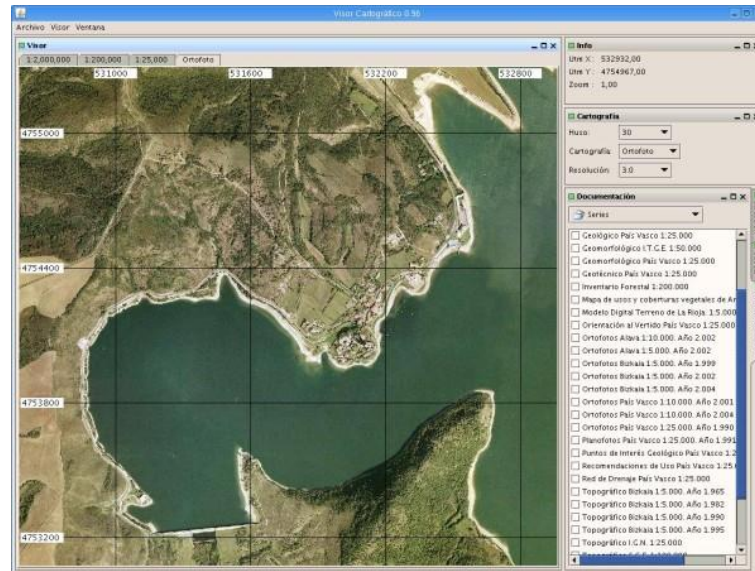 Visor Cartográfico 0.96
Archivo Visor Ventana
Visor
1:2,000,000 1:200,000 1:25,000 Ortofoto
531000 531600 532200 532800
4755000
4754400
4753800
4753200
Info
Utm X: 532932,00
Utm Y: 4754967,00
Zoom: 1,00
Cartografía
Huso: 30
Cartografía: Ortofoto
Resolución: 3.0
Documentación
Series
Geológico País Vasco 1:25.000
Geomorfológico I.T.G.E. 1:50.000
Geomorfológico País Vasco 1:25.000
Geotécnico País Vasco 1:25.000
Inventario Forestal 1:200.000
Mapa de usos y coberturas vegetales de Ar
Modelo Digital Terreno de La Rioja. 1:5.000
Orientación al Vertido País Vasco 1:25.000
Ortofotos Alava 1:10.000. Año 2.002
Ortofotos Alava 1:5.000. Año 2.002
Ortofotos Bizkaia 1:5.000. Año 1.999
Ortofotos Bizkaia 1:5.000. Año 2.002
Ortofotos Bizkaia 1:5.000. Año 2.004
Ortofotos País Vasco 1:10.000. Año 2.001
Ortofotos País Vasco 1:10.000. Año 2.004
Ortofotos País Vasco 1:25.000. Año 1.990
Planofotos País Vasco 1:25.000. Año 1.991
Puntos de Interés Geológico País Vasco 1:2
Recomendaciones de Uso País Vasco 1:25.0
Red de Drenaje País Vasco 1:25.000
Topográfico Bizkaia 1:5.000. Año 1.965
Topográfico Bizkaia 1:5.000. Año 1.982
Topográfico Bizkaia 1:5.000. Año 1.990
Topográfico Bizkaia 1:5.000. Año 1.995
Topográfico I.G.N. 1:25.000